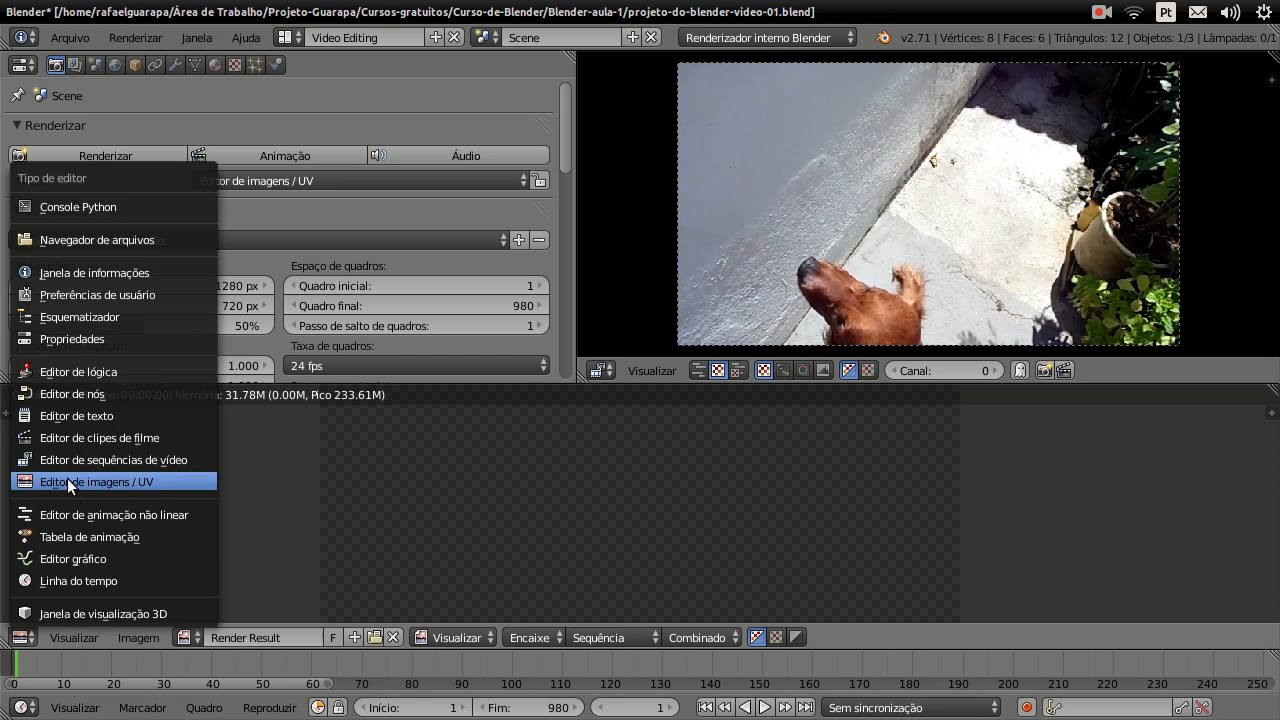 Blender* [/home/rafaelguarapa/Área de Trabalho/Projeto-Guarapa/Cursos-gratuitos/Curso-de-Blender/Blender-aula-1/projeto-do-blender-video-01.blend]
Pt
Arquivo Renderizar Janela Ajuda Video Editing Scene Renderizador interno Blender v2.71 | Vértices: 8 | Faces: 6 | Triângulos: 12 | Objetos: 1/3 | Lâmpadas: 0/1
Scene
Renderizar
Renderizar Animação Áudio
Tipo de editor
Editor de imagens / UV
Console Python
Navegador de arquivos
Janela de informações
Preferências de usuário
Esquematizador
Propriedades
Editor de lógica
Editor de nós
Editor de texto
Editor de clipes de filme
Editor de sequências de vídeo
Editor de imagens / UV
Editor de animação não linear
Tabela de animação
Editor gráfico
Linha do tempo
Janela de visualização 3D
1280 px
720 px
50%
1.000
Espaço de quadros:
Quadro inicial: 1
Quadro final: 980
Passo de salto de quadros: 1
Taxa de quadros:
24 fps
Visualizar Canal: 0
31.78M (0.00M, Pico 233.61M)
Visualizar Imagem Render Result F Visualizar Encaixe Sequência Combinado
0 10 20 30 40 50 60 70 80 90 100 110 120 130 140 150 160 170 180 190 200 210 220 230 240 250
Visualizar Marcador Quadro Reproduzir Início: 1 Fim: 980 1 Sem sincronização